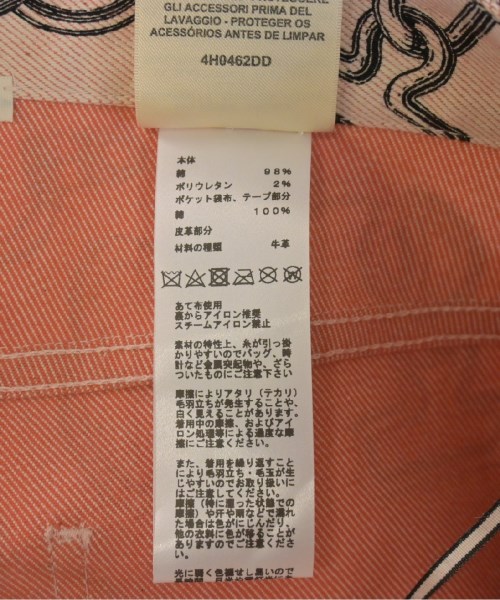 GLI ACCESSORI PRIMA DEL
LAVAGGIO - PROTEGER OS
ACESSÓRIOS ANTES DE LIMPAR
4H0462DD
本体
綿 98%
ポリウレタン 2%
ポケット袋布、テープ部分
綿 100%
皮革部分
材料の種類 牛革
あて布使用
裏からアイロン推奨
スチームアイロン禁止
素材の特性上、糸が引っ掛
かりやすいのでバッグ、時
計など金属突起物や、ざら
ついたものにご注意下さい
摩擦によりアタリ(テカリ)
毛羽立ちが発生することや、
白く見えることがあります。
着用中の摩擦、およびアイ
ロン処理等による過度な摩
擦にご注意ください。
また、着用を繰り返すこと
により毛羽立ち・毛玉が生
じやすいのでお取り扱いに
はご注意してください。
摩擦(特に湿った状態での
摩擦)や汗や雨などで濡れ
た場合は色がにじんだり、
他の衣料に色が移ることが
ありますのでご注意くださ
い。
光に弱く色褪せし易いので